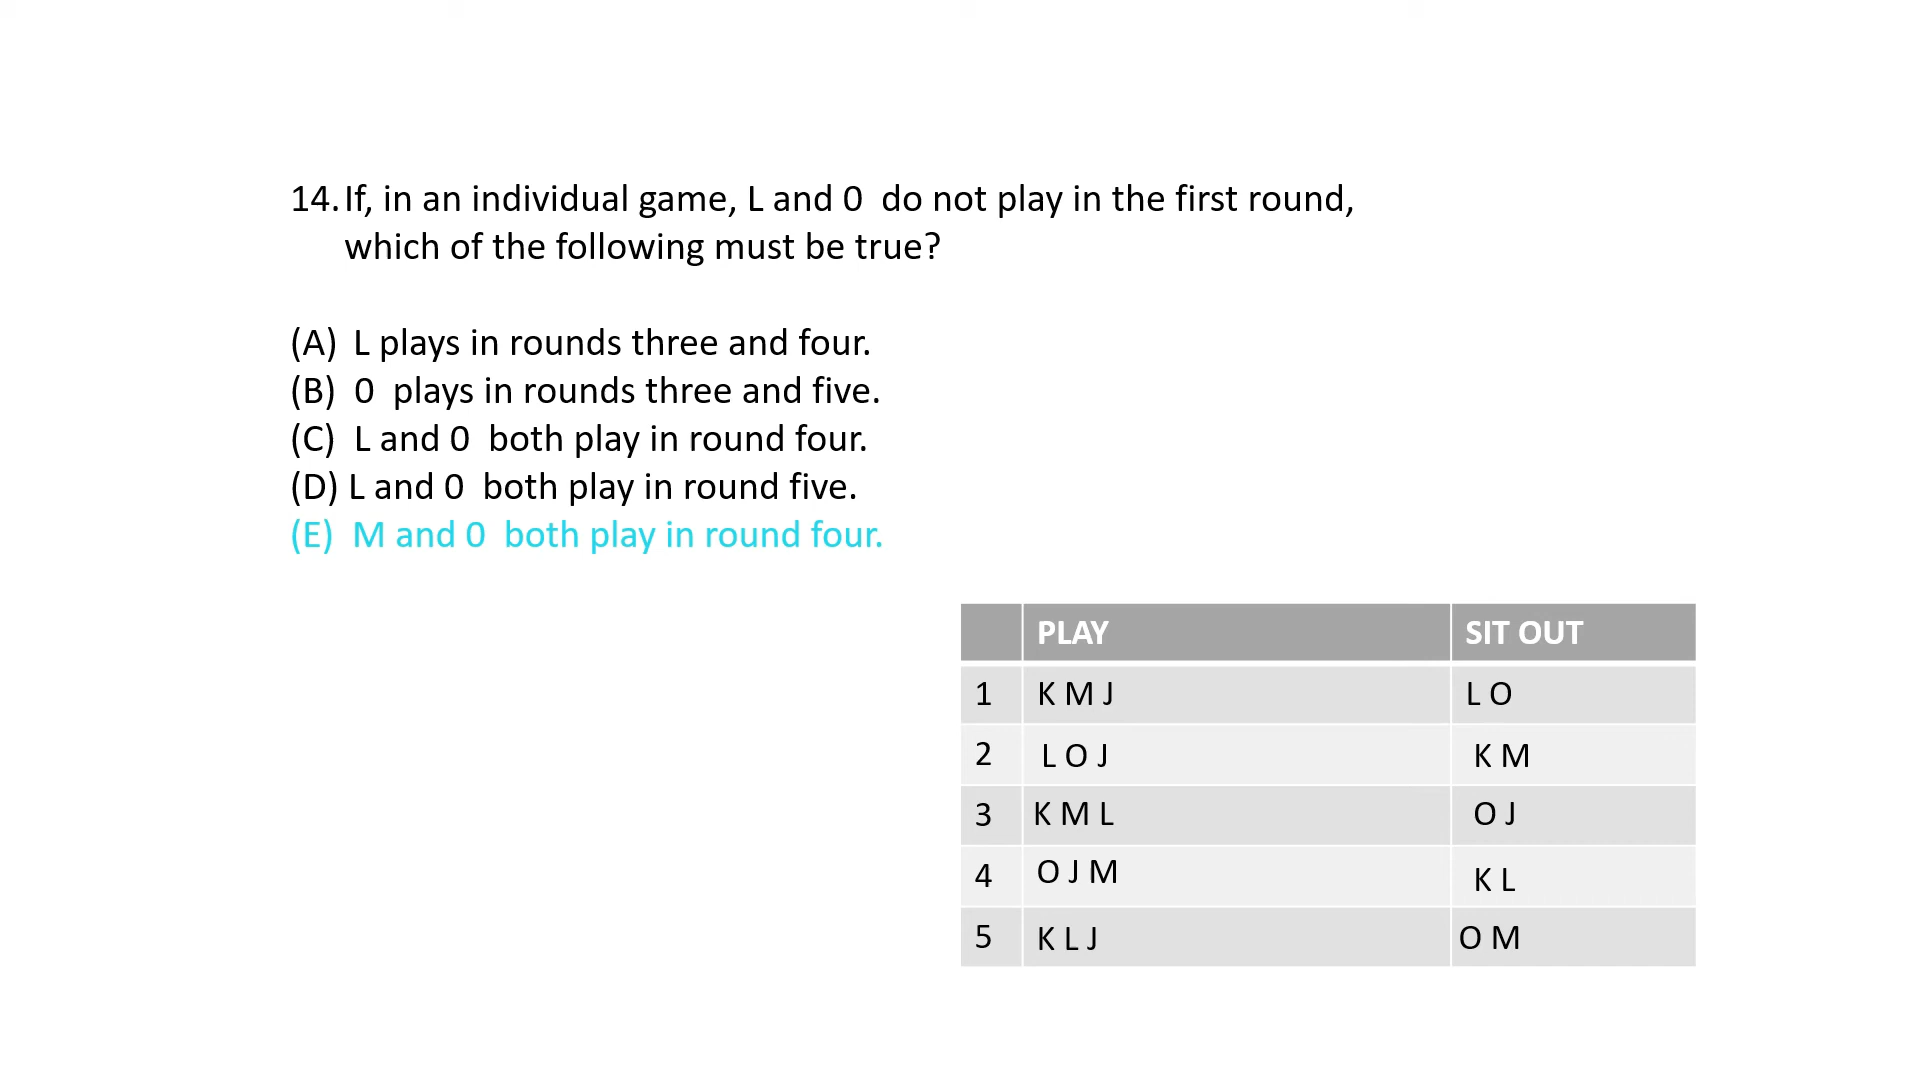 14. If, in an individual game, L and 0 do not play in the first round,
which of the following must be true?
(A) L plays in rounds three and four.
(B) 0 plays in rounds three and five.
(C) L and 0 both play in round four.
(D) L and 0 both play in round five.
(E) M and 0 both play in round four.
PLAY SIT OUT
1 K M J L O
2 L O J K M
3 K M L O J
4 O J M K L
5 K L J O M